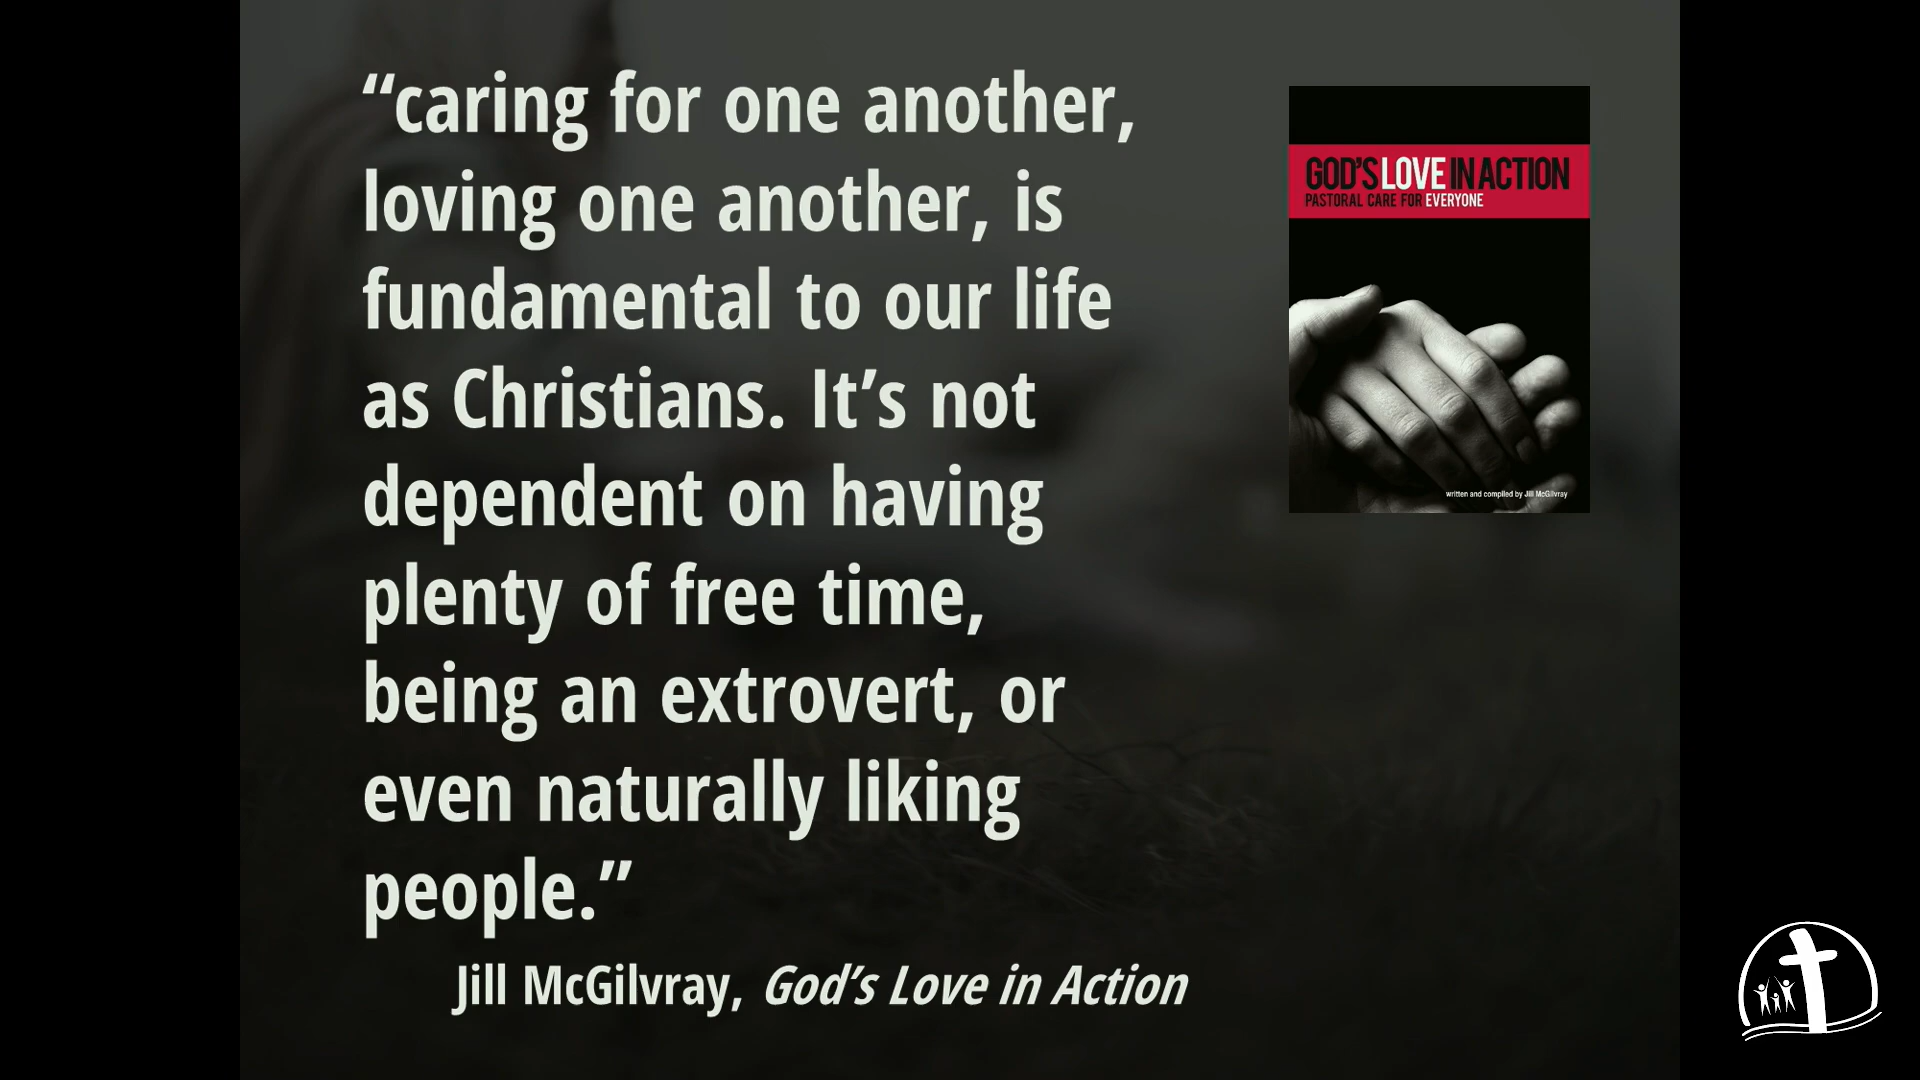 “caring for one another,
loving one another, is
fundamental to our life
as Christians. It’s not
dependent on having
plenty of free time,
being an extrovert, or
even naturally liking
people.”
Jill McGilvray, God’s Love in Action
GOD'S LOVE IN ACTION
PASTORAL CARE FOR EVERYONE
written and compiled by Jill McGilvray